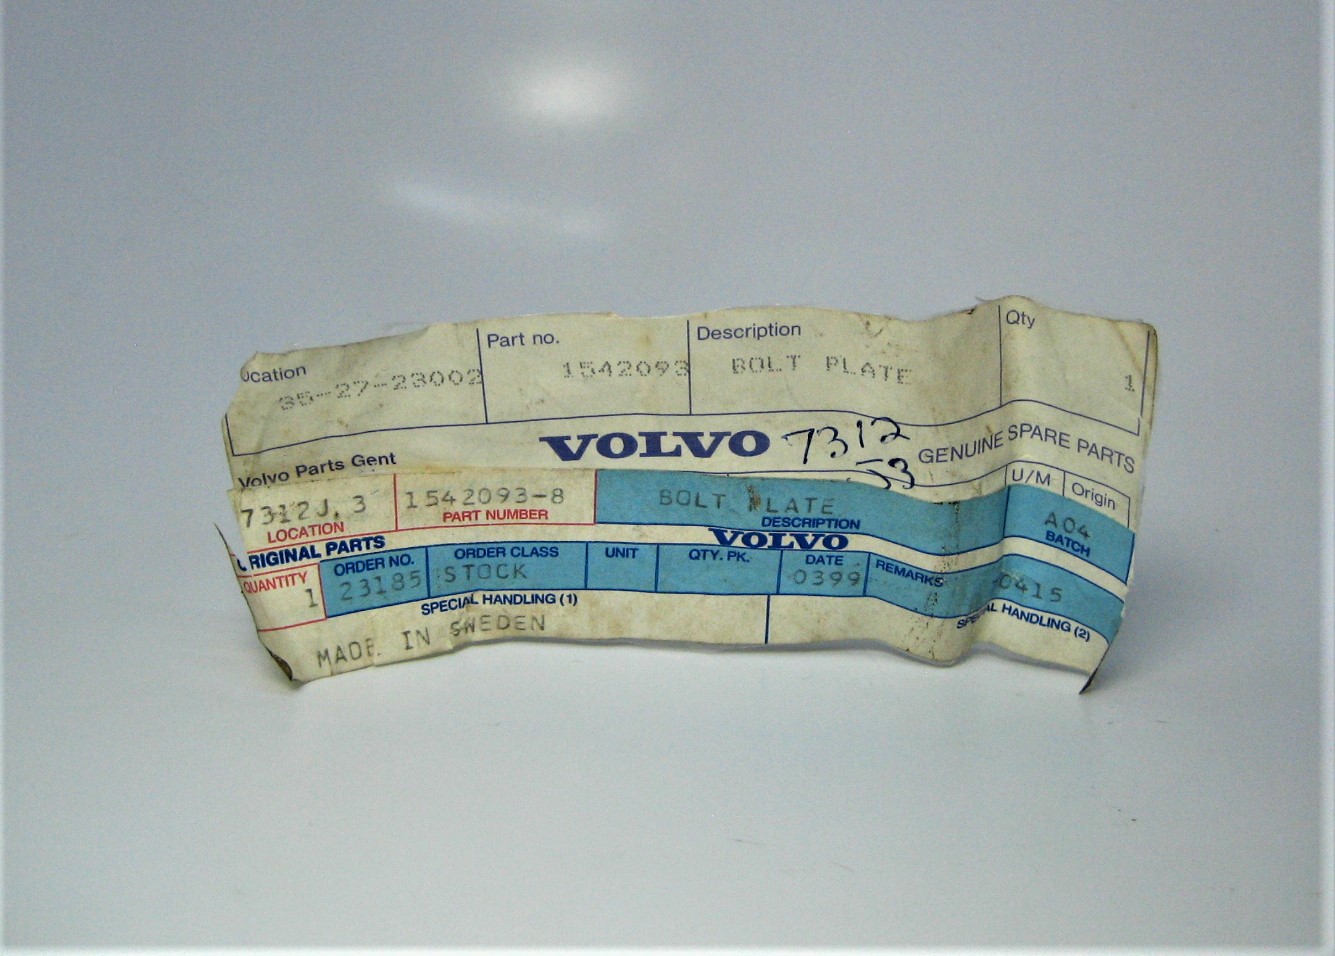 ocation Part no. Description Qty
35-27-23002 1542093 BOLT PLATE 1
VOLVO 7312 GENUINE SPARE PARTS
Volvo Parts Gent 53
U/M Origin
7312J.3 1542093-8 BOLT PLATE A04
LOCATION PART NUMBER DESCRIPTION BATCH
RIGINAL PARTS VOLVO
QUANTITY ORDER NO. ORDER CLASS UNIT QTY. PK. DATE REMARKS
1 23185 STOCK 0399 0415
SPECIAL HANDLING (1) SPECIAL HANDLING (2)
MADE IN SWEDEN